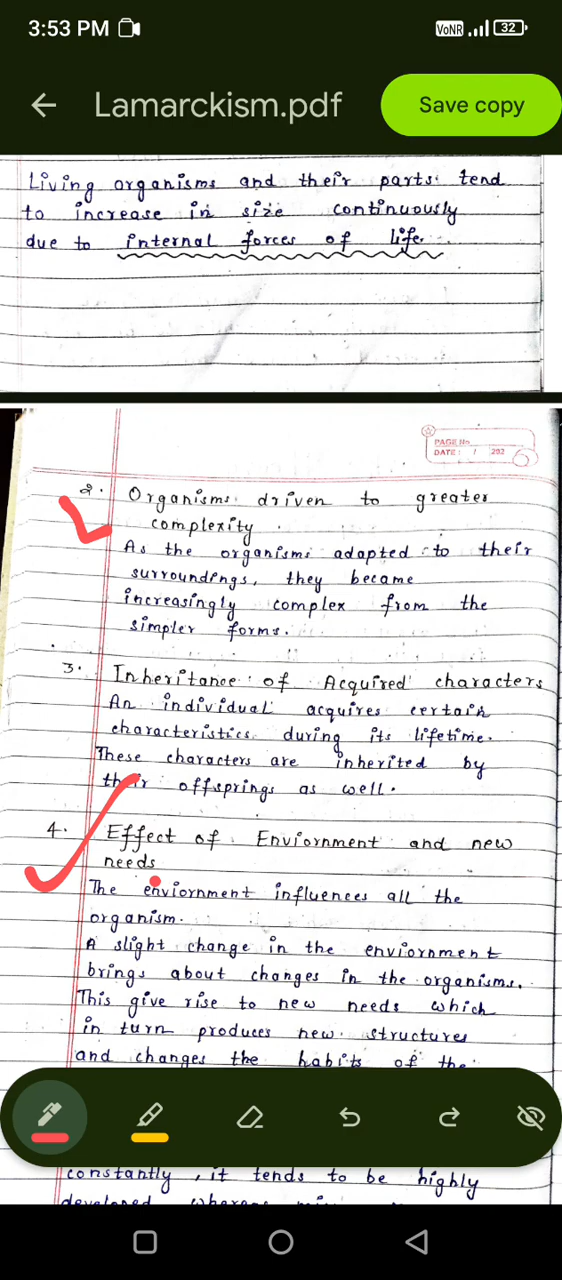 3:53 PM
VoNR 32
Lamarckism.pdf
Save copy
Living organisms and their parts tend
to increase in size continuously
due to internal forces of life.
PAGE No.
DATE: / 202
2. Organisms driven to greater
complexity
As the organisms adapted to their
surroundings, they became
increasingly complex from the
simpler forms.
3. Inheritance of Acquired characters
An individual acquires certain
characteristics during its lifetime.
These characters are inherited by
their offsprings as well.
4. Effect of Enviornment and new
needs
The enviornment influences all the
organism.
A slight change in the enviornment
brings about changes in the organisms.
This give rise to new needs which
in turn produces new structures
and changes the habits of the
constantly, it tends to be highly
developed whereas